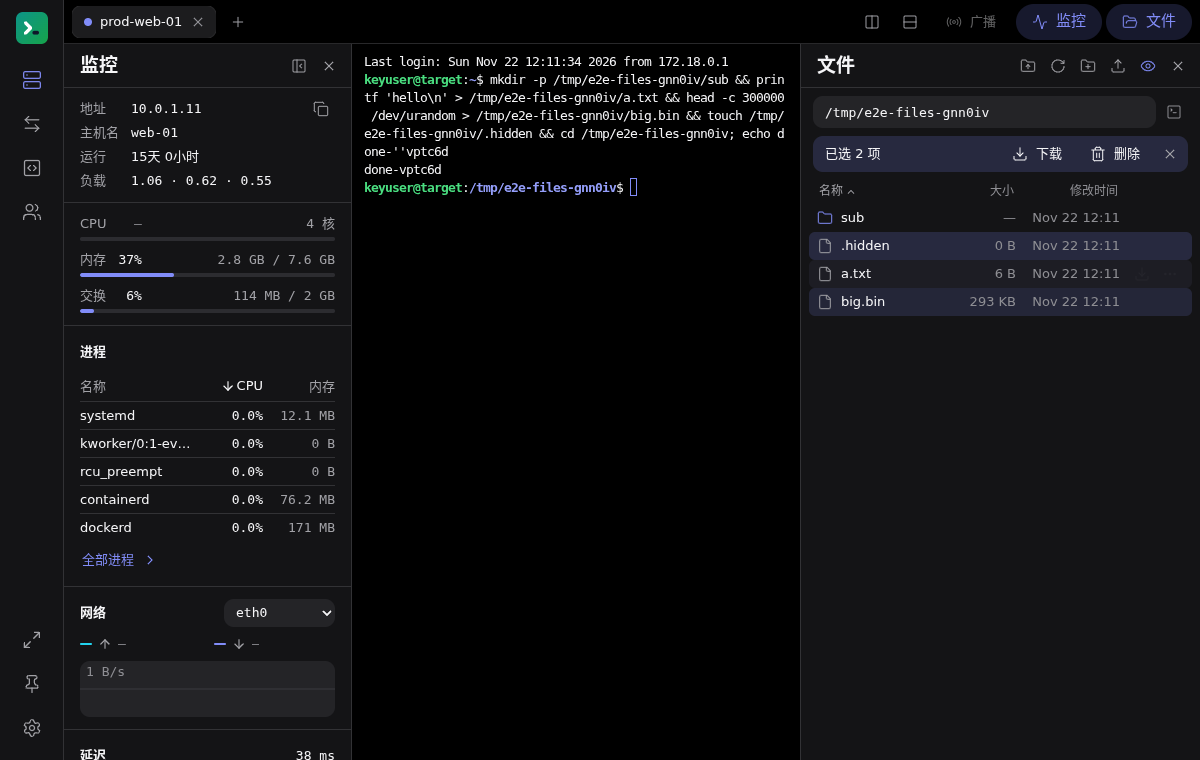 prod-web-01
广播
监控
文件
监控
地址 10.0.1.11
主机名 web-01
运行 15天 0小时
负载 1.06 · 0.62 · 0.55
CPU — 4 核
内存 37% 2.8 GB / 7.6 GB
交换 6% 114 MB / 2 GB
进程
名称 CPU 内存
systemd 0.0% 12.1 MB
kworker/0:1-ev… 0.0% 0 B
rcu_preempt 0.0% 0 B
containerd 0.0% 76.2 MB
dockerd 0.0% 171 MB
全部进程
网络 eth0
— —
1 B/s
延迟 38 ms
Last login: Sun Nov 22 12:11:34 2026 from 172.18.0.1
keyuser@target:~$ mkdir -p /tmp/e2e-files-gnn0iv/sub && prin
tf 'hello\n' > /tmp/e2e-files-gnn0iv/a.txt && head -c 300000
 /dev/urandom > /tmp/e2e-files-gnn0iv/big.bin && touch /tmp/
e2e-files-gnn0iv/.hidden && cd /tmp/e2e-files-gnn0iv; echo d
one-''vptc6d
done-vptc6d
keyuser@target:/tmp/e2e-files-gnn0iv$
文件
/tmp/e2e-files-gnn0iv
已选 2 项 下载 删除
名称 大小 修改时间
sub — Nov 22 12:11
.hidden 0 B Nov 22 12:11
a.txt 6 B Nov 22 12:11
big.bin 293 KB Nov 22 12:11